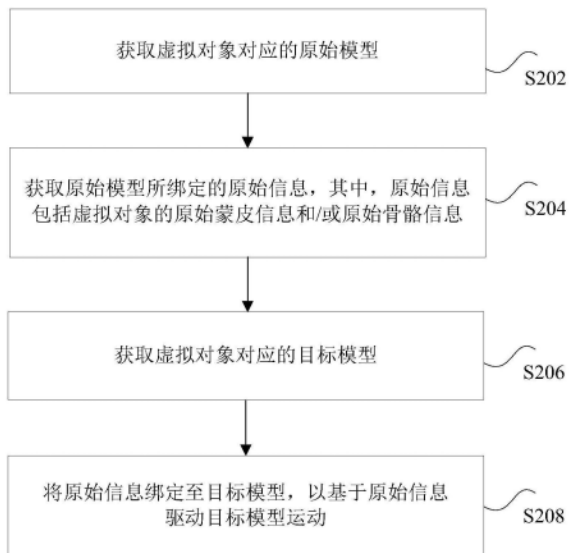 获取虚拟对象对应的原始模型
S202
获取原始模型所绑定的原始信息，其中，原始信息
包括虚拟对象的原始蒙皮信息和/或原始骨骼信息
S204
获取虚拟对象对应的目标模型
S206
将原始信息绑定至目标模型，以基于原始信息
驱动目标模型运动
S208